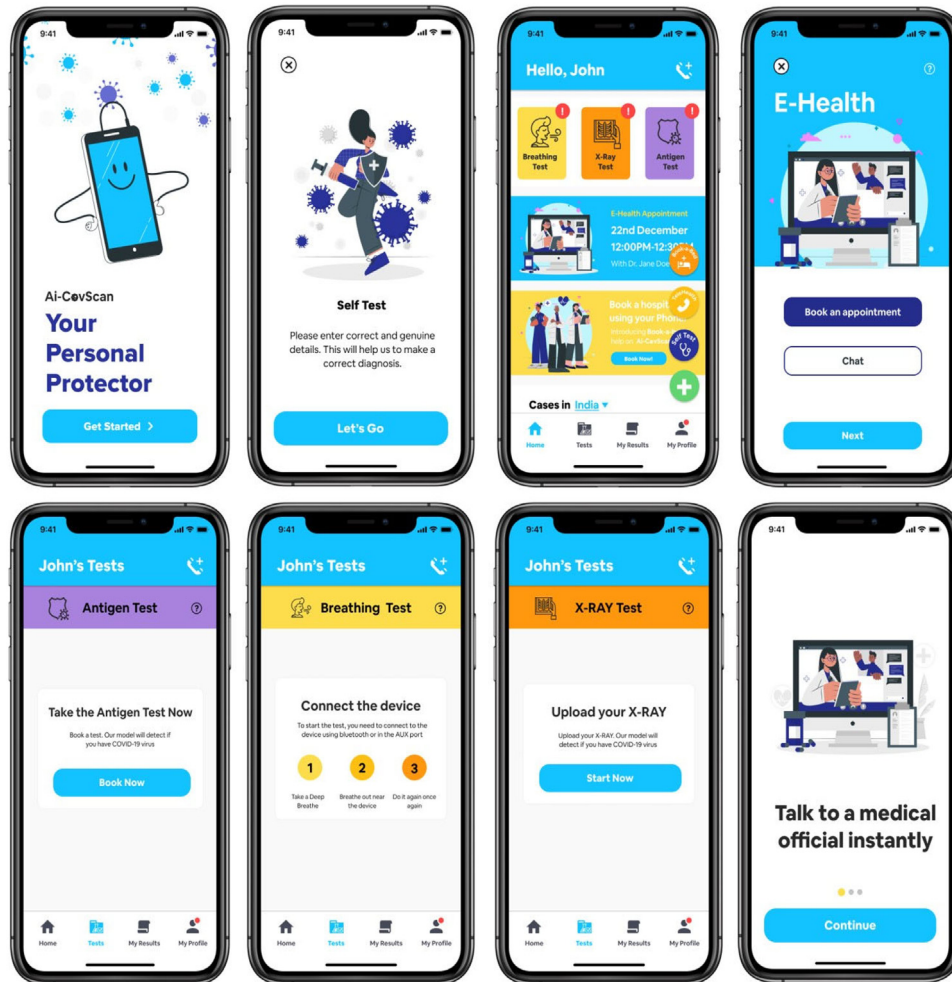 9:41
Ai-CovScan
Your
Personal
Protector
Get Started >
9:41
Self Test
Please enter correct and genuine
details. This will help us to make a
correct diagnosis.
Let's Go
9:41
Hello, John
Breathing
Test
X-Ray
Test
Antigen
Test
E-Health Appointment
22nd December
12:00PM-12:30PM
With Dr. Jane Doe
Book a
using your
Book Now!
Self Test
Cases in India
Home
Tests
My Results
My Profile
9:41
E-Health
Book an appointment
Chat
Next
9:41
John's Tests
Antigen Test
Take the Antigen Test Now
Book a test. Our model will detect if
you have COVID-19 virus
Book Now
Home
Tests
My Results
My Profile
9:41
John's Tests
Breathing Test
Connect the device
To start the test, you need to connect to the
device using bluetooth or in the AUX port
1
2
3
Take a Deep
Breathe
Breathe out near
the device
Do it again once
again
Home
Tests
My Results
My Profile
9:41
John's Tests
X-RAY Test
Upload your X-RAY
Upload your X-RAY. Our model will
detect if you have COVID-19 virus
Start Now
Home
Tests
My Results
My Profile
9:41
Talk to a medical
official instantly
Continue